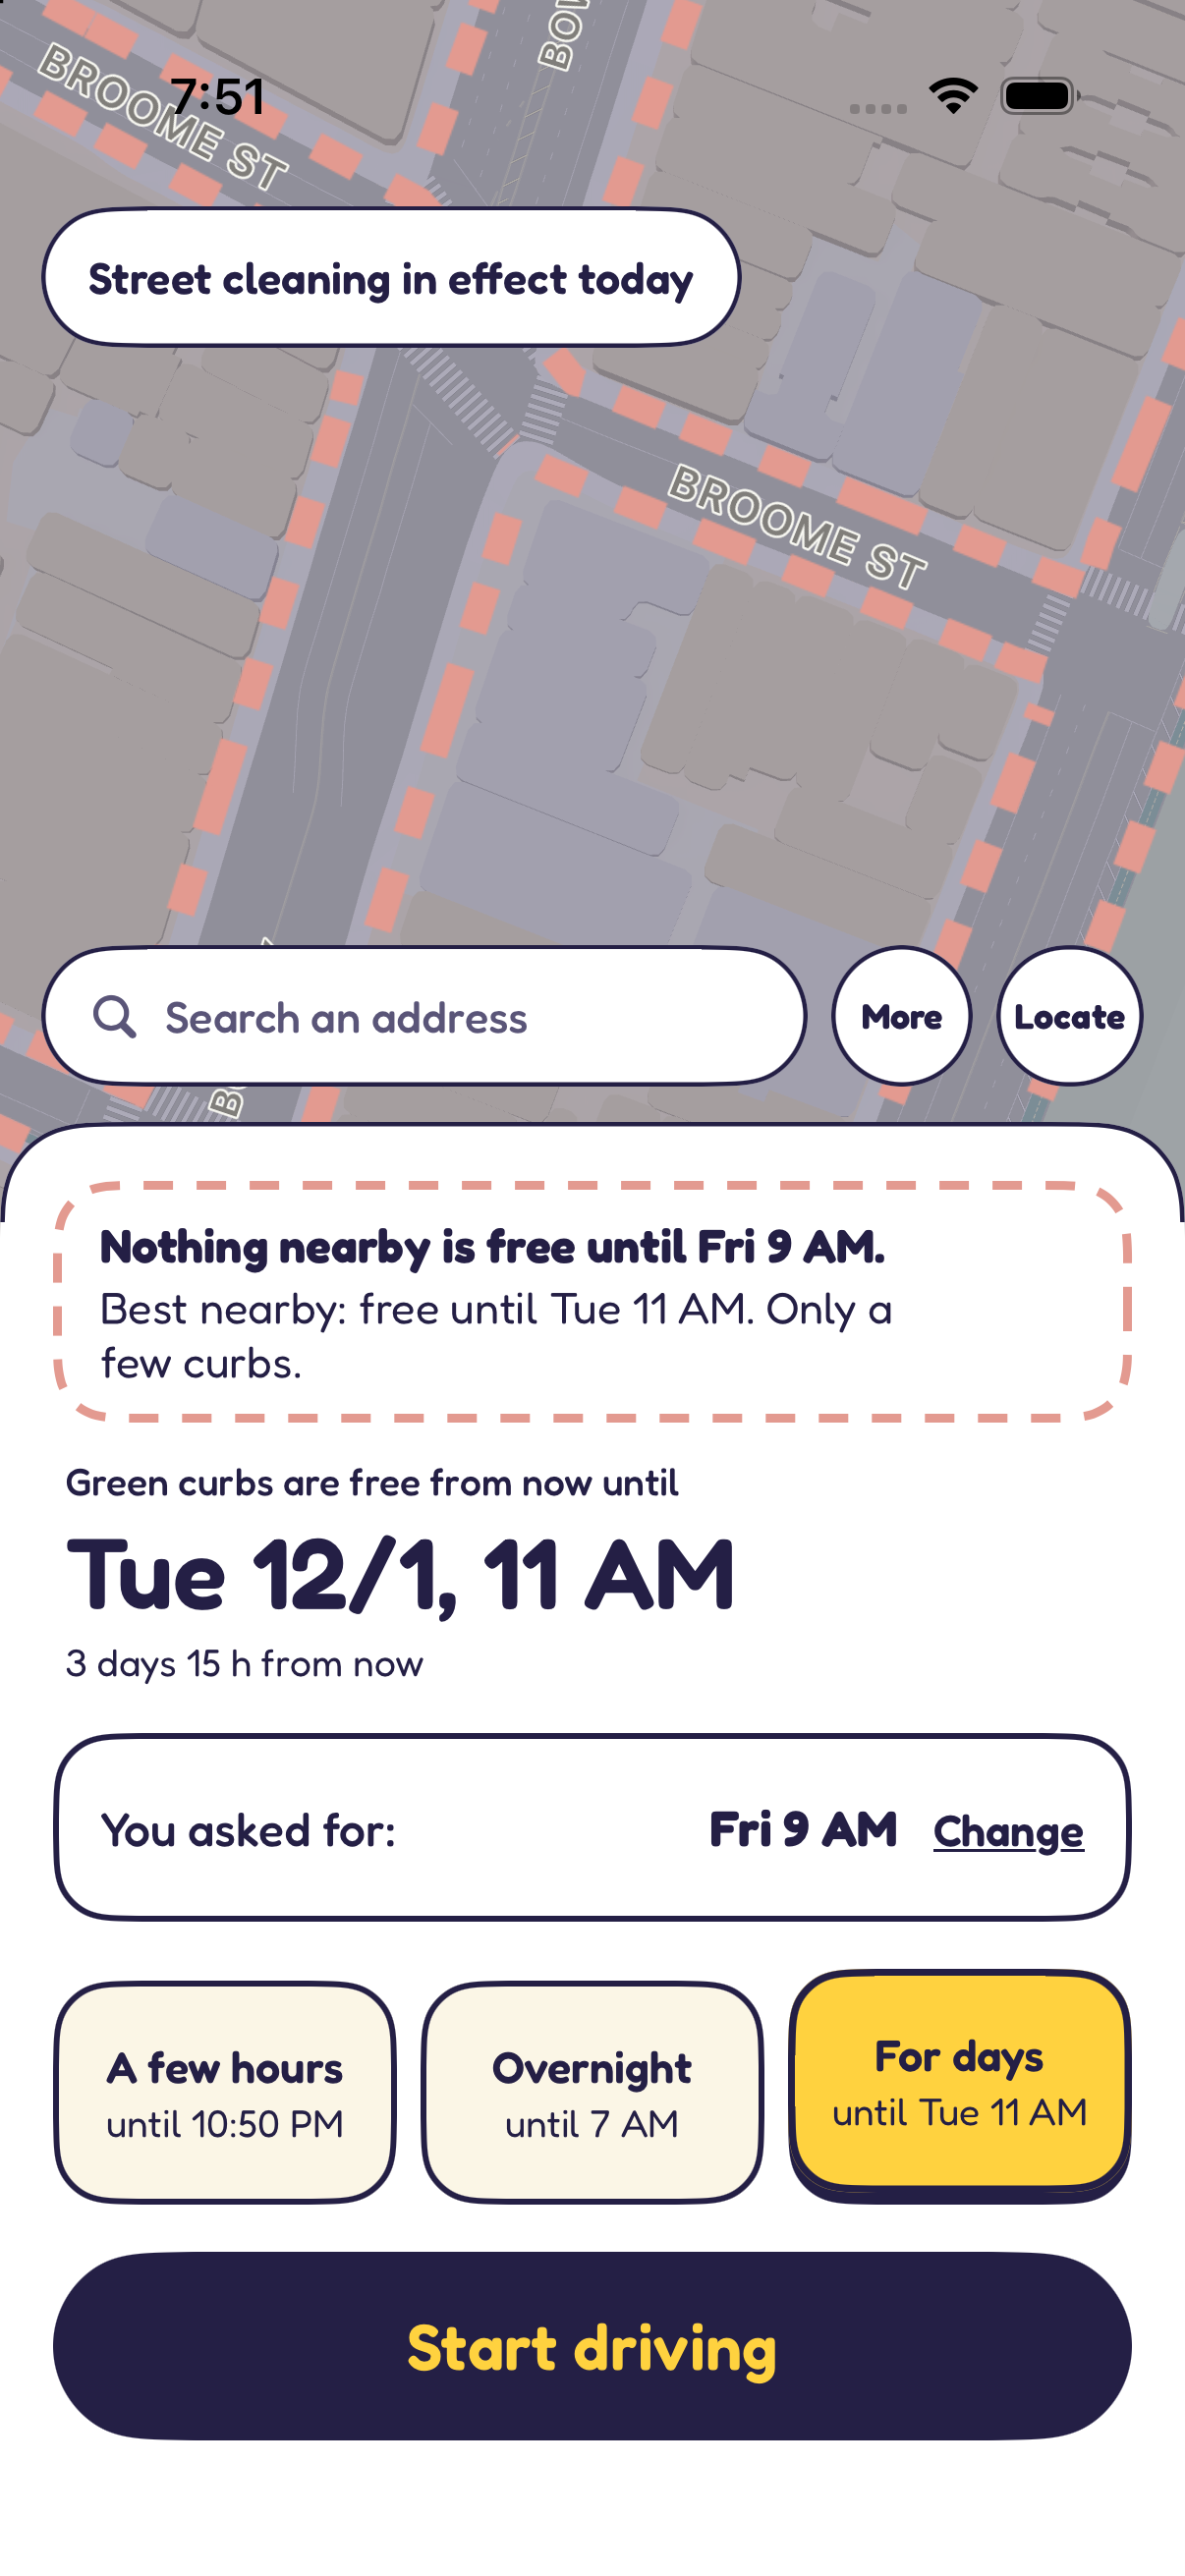 BROOME ST
7:51
BOW
Street cleaning in effect today
BROOME ST
Search an address
More
Locate
Nothing nearby is free until Fri 9 AM.
Best nearby: free until Tue 11 AM. Only a
few curbs.
Green curbs are free from now until
Tue 12/1, 11 AM
3 days 15 h from now
You asked for: Fri 9 AM Change
A few hours
until 10:50 PM
Overnight
until 7 AM
For days
until Tue 11 AM
Start driving